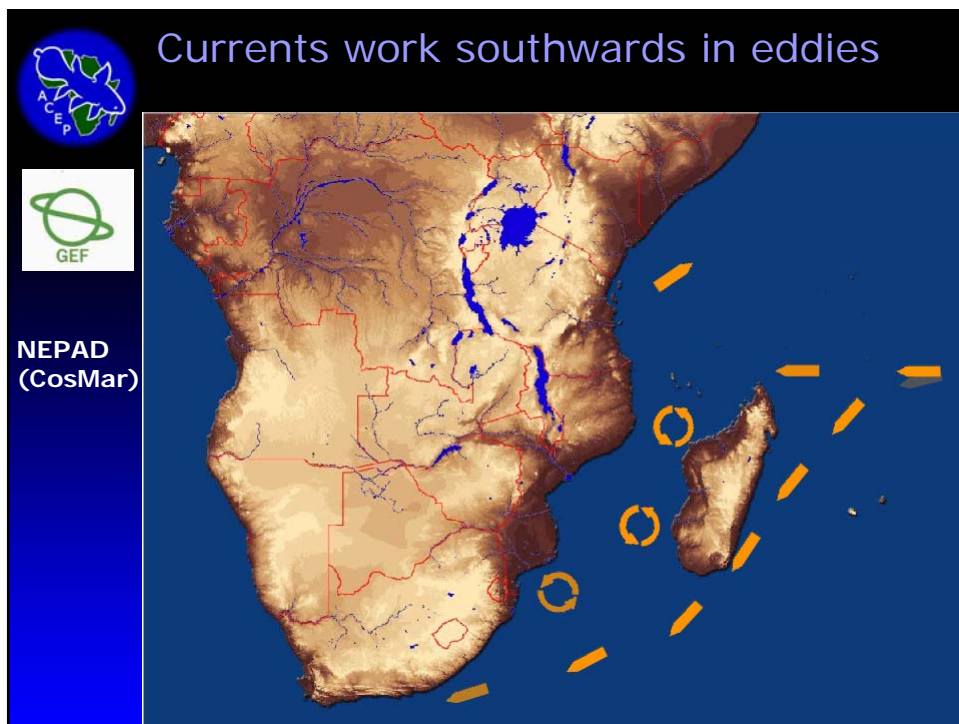 Currents work southwards in eddies
ACEP
GEF
NEPAD
(CosMar)